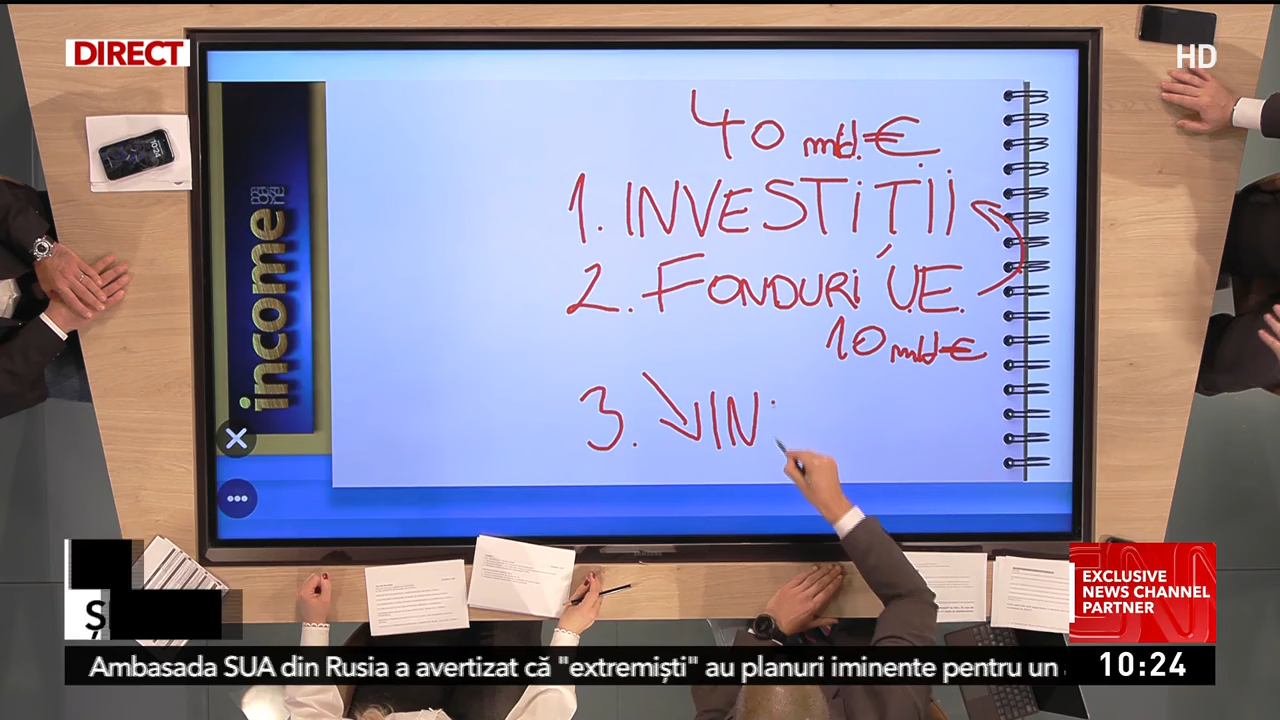 DIRECT
HD
40 mld. €
1. INVESTIȚII
2. FONDURI UE.
10 mld €
3. ↘ IN
income
Ș
EXCLUSIVE
NEWS CHANNEL
PARTNER
Ambasada SUA din Rusia a avertizat că "extremiști" au planuri iminente pentru un
10:24